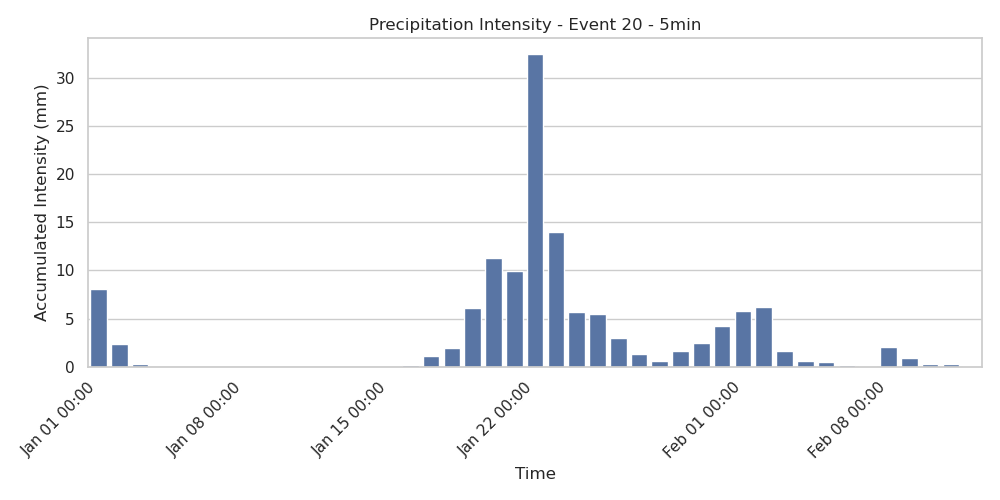 Precipitation Intensity - Event 20 - 5min
Accumulated Intensity (mm)
30
25
20
15
10
5
0
Jan 01 00:00
Jan 08 00:00
Jan 15 00:00
Jan 22 00:00
Feb 01 00:00
Feb 08 00:00
Time